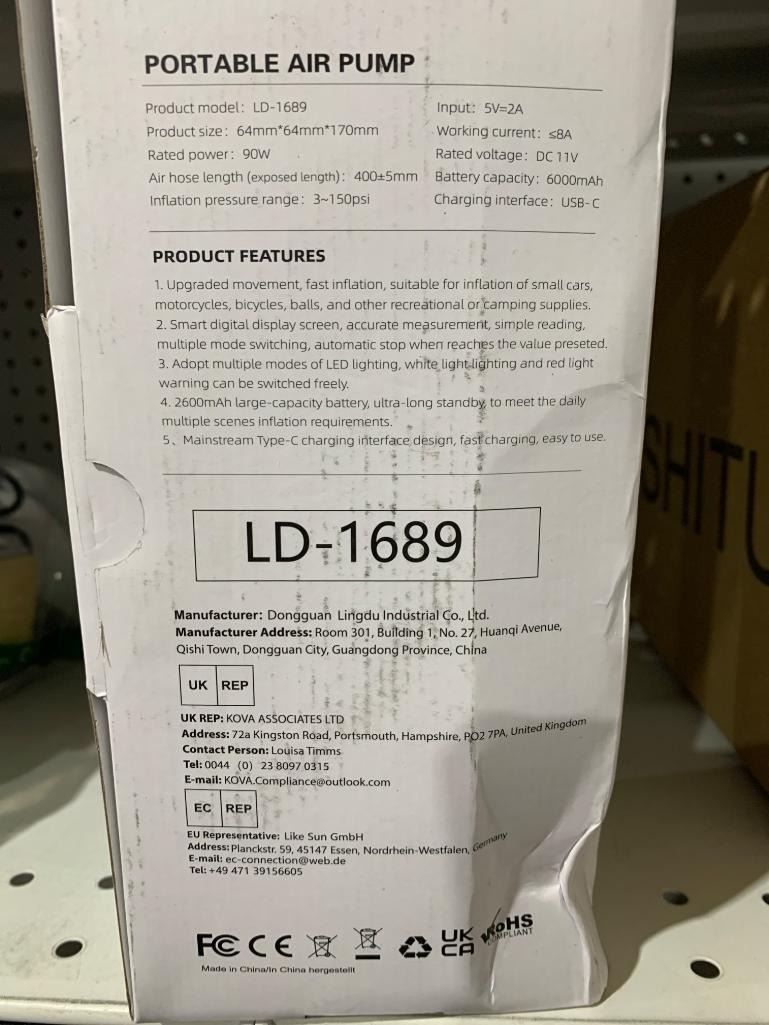 PORTABLE AIR PUMP
Product model: LD-1689
Input: 5V=2A
Product size: 64mm*64mm*170mm
Working current: ≤8A
Rated power: 90W
Rated voltage: DC 11V
Air hose length (exposed length): 400±5mm
Battery capacity: 6000mAh
Inflation pressure range: 3~150psi
Charging interface: USB-C
PRODUCT FEATURES
1. Upgraded movement, fast inflation, suitable for inflation of small cars,
motorcycles, bicycles, balls, and other recreational or camping supplies.
2. Smart digital display screen, accurate measurement, simple reading,
multiple mode switching, automatic stop when reaches the value preseted.
3. Adopt multiple modes of LED lighting, white light lighting and red light
warning can be switched freely.
4. 2600mAh large-capacity battery, ultra-long standby, to meet the daily
multiple scenes inflation requirements.
5、Mainstream Type-C charging interface design, fast charging, easy to use.
LD-1689
Manufacturer: Dongguan Lingdu Industrial Co., Ltd.
Manufacturer Address: Room 301, Building 1, No. 27, Huanqi Avenue,
Qishi Town, Dongguan City, Guangdong Province, China
UK REP
UK REP: KOVA ASSOCIATES LTD
Address: 72a Kingston Road, Portsmouth, Hampshire, PO2 7PA, United Kingdom
Contact Person: Louisa Timms
Tel: 0044 (0) 23 8097 0315
E-mail: KOVA.Compliance@outlook.com
EC REP
EU Representative: Like Sun GmbH
Address: Planckstr. 59, 45147 Essen, Nordrhein-Westfalen, Germany
E-mail: ec-connection@web.de
Tel: +49 471 39156605
FC CE UK
CA RoHS
COMPLIANT
Made in China/In China hergestellt
SHITU